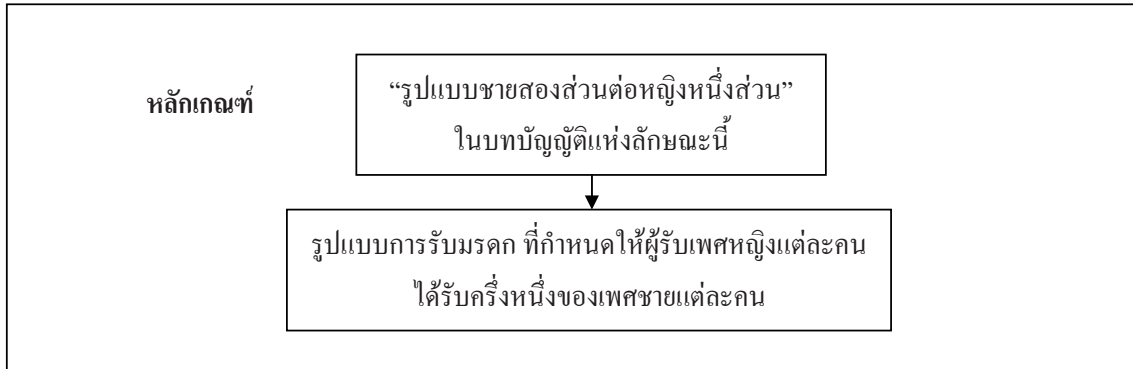 หลักเกณฑ์
“รูปแบบชายสองส่วนต่อหญิงหนึ่งส่วน”
ในบทบัญญัติแห่งลักษณะนี้
รูปแบบการรับมรดก ที่กำหนดให้ผู้รับเพศหญิงแต่ละคน
ได้รับครึ่งหนึ่งของเพศชายแต่ละคน